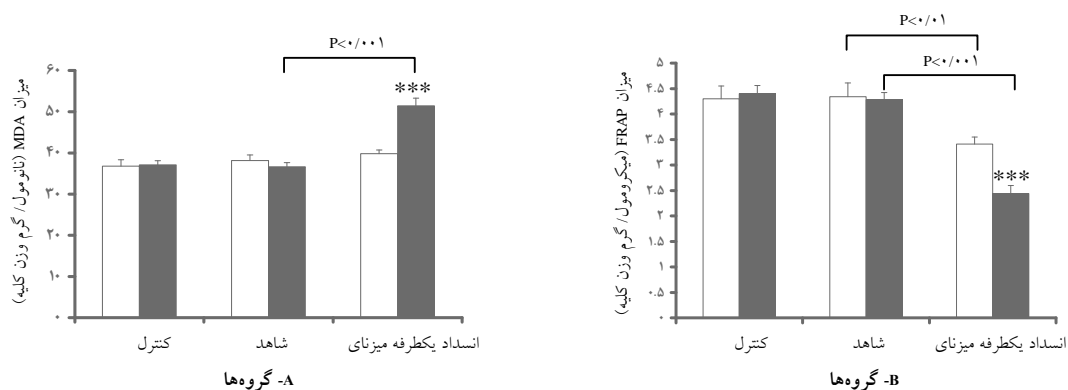 P<۰/۰۰۱
۶۰
۵۰
۴۰
۳۰
۲۰
۱۰
۰
***
میزان MDA (نانومول/ گرم وزن کلیه)
کنترل
شاهد
انسداد یکطرفه میزنای
A- گروه‌ها
P<۰/۰۱
P<۰/۰۰۱
۵
۴.۵
۴
۳.۵
۳
۲.۵
۲
۱.۵
۱
۰.۵
۰
***
میزان FRAP (میکرومول/ گرم وزن کلیه)
کنترل
شاهد
انسداد یکطرفه میزنای
B- گروه‌ها